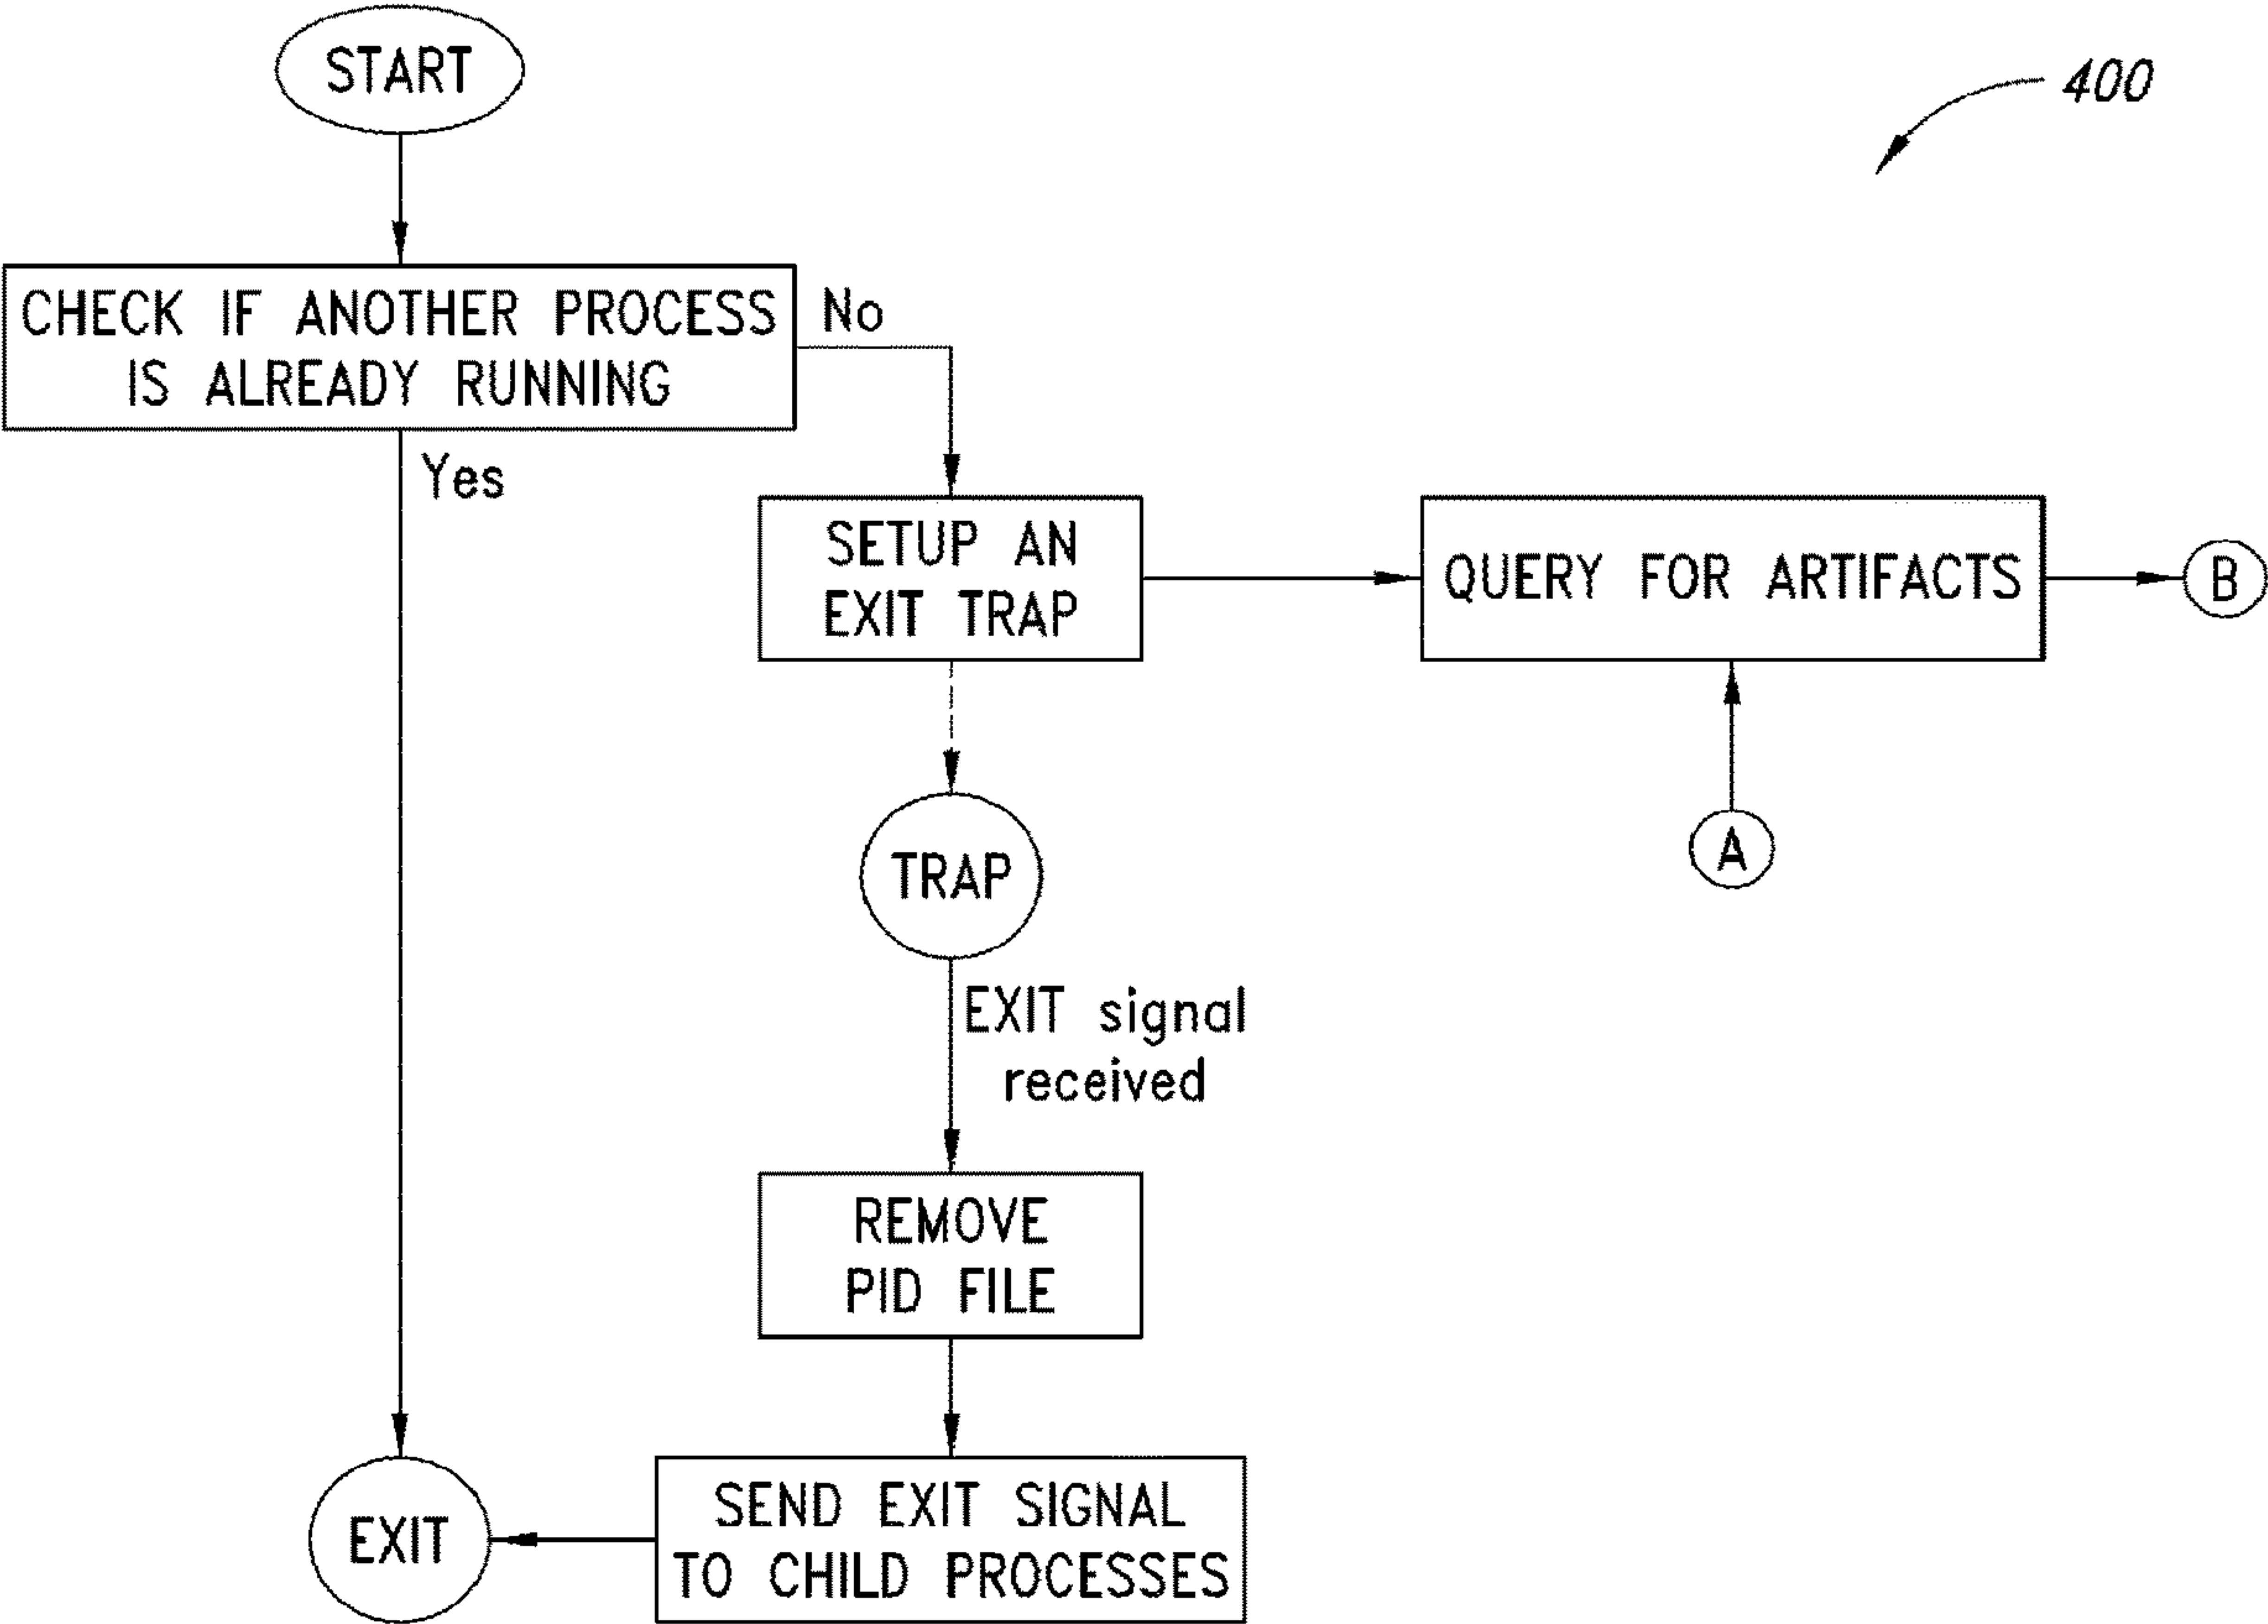 START
400
CHECK IF ANOTHER PROCESS
IS ALREADY RUNNING
No
Yes
SETUP AN
EXIT TRAP
QUERY FOR ARTIFACTS
B
A
TRAP
EXIT signal
received
REMOVE
PID FILE
SEND EXIT SIGNAL
TO CHILD PROCESSES
EXIT